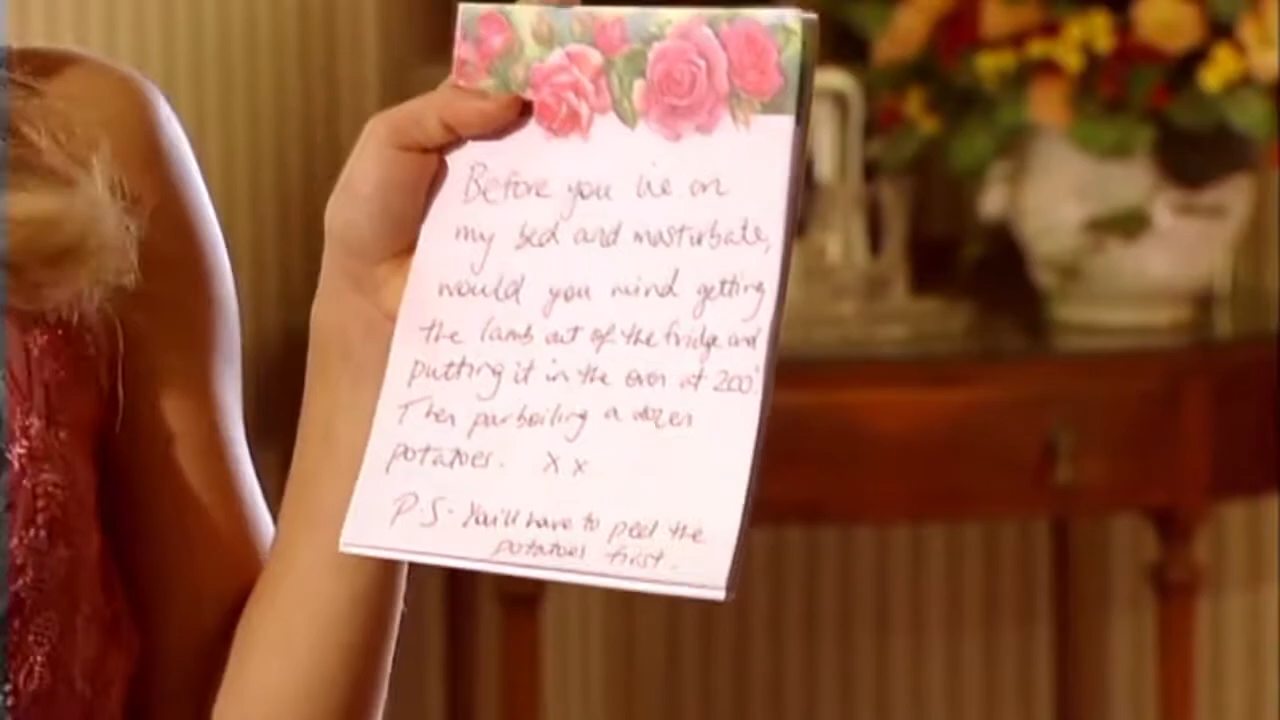 Before you lie on
my bed and masturbate,
would you mind getting
the lamb out of the fridge and
putting it in the oven at 200°.
Then parboiling a dozen
potatoes. x x
P.S. You'll have to peel the
potatoes first.